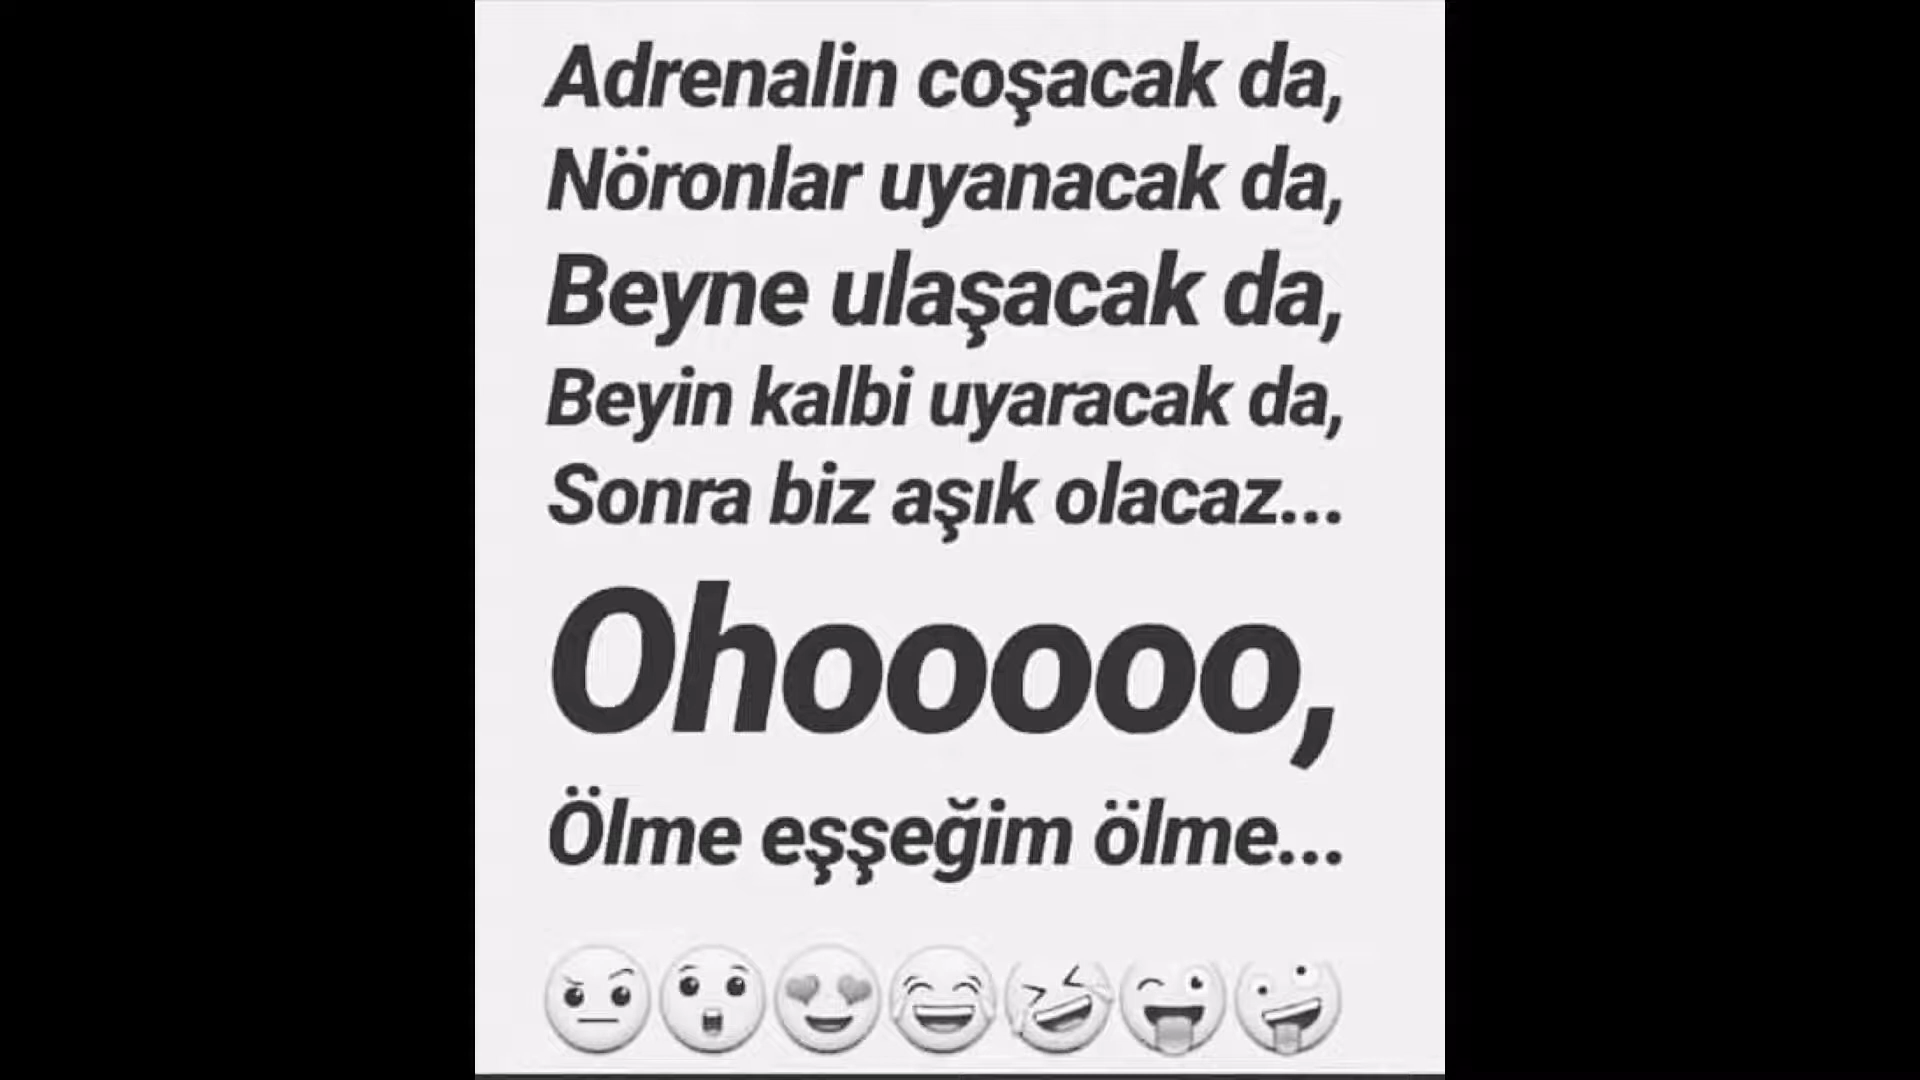 Adrenalin coşacak da,
Nöronlar uyanacak da,
Beyne ulaşacak da,
Beyin kalbi uyaracak da,
Sonra biz aşık olacaz...
Ohooooo,
Ölme eşşeğim ölme...